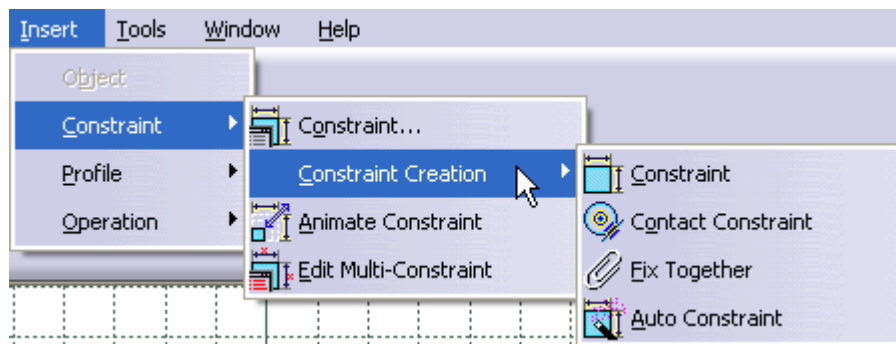 Insert Tools Window Help
Object
Constraint
Profile
Operation
Constraint...
Constraint Creation
Animate Constraint
Edit Multi-Constraint
Constraint
Contact Constraint
Fix Together
Auto Constraint